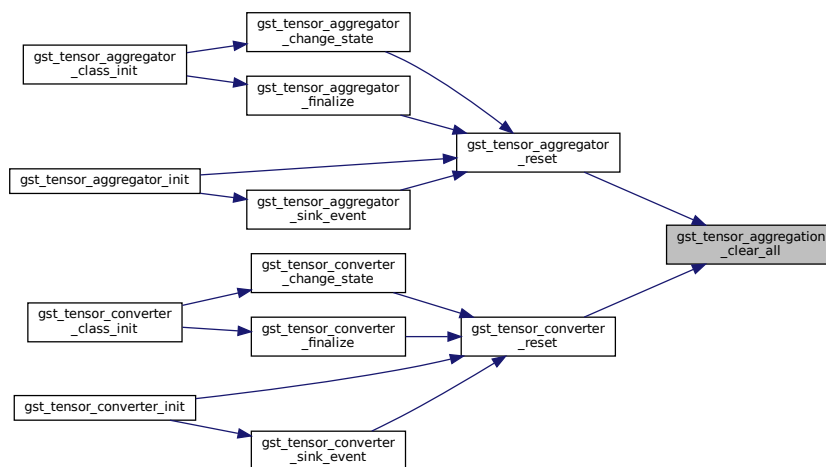 gst_tensor_aggregator
_class_init
gst_tensor_aggregator
_change_state
gst_tensor_aggregator
_finalize
gst_tensor_aggregator_init
gst_tensor_aggregator
_sink_event
gst_tensor_aggregator
_reset
gst_tensor_aggregation
_clear_all
gst_tensor_converter
_class_init
gst_tensor_converter
_change_state
gst_tensor_converter
_finalize
gst_tensor_converter_init
gst_tensor_converter
_sink_event
gst_tensor_converter
_reset